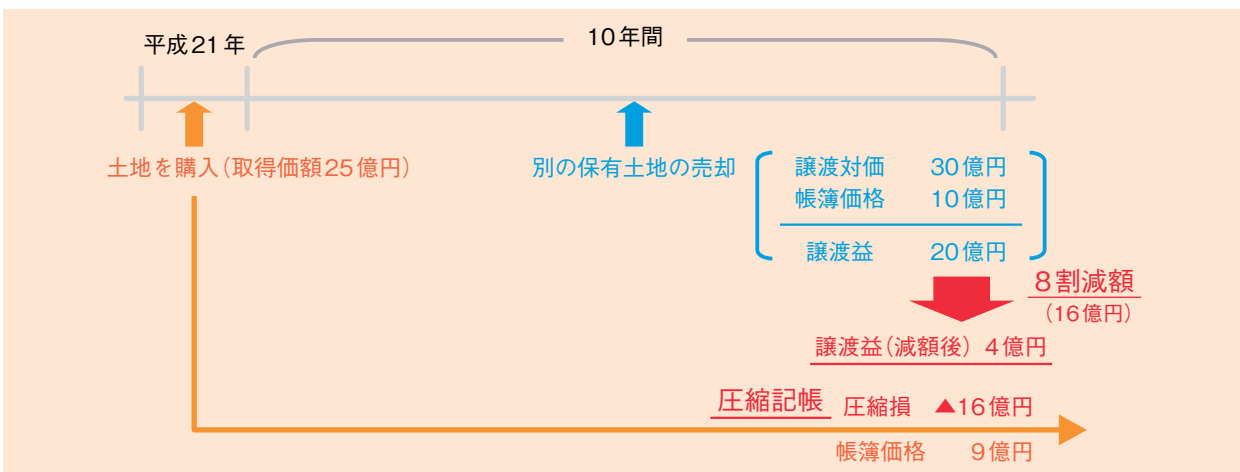 平成21年
10年間
土地を購入(取得価額25億円)
別の保有土地の売却
譲渡対価 30億円
帳簿価格 10億円
譲渡益 20億円
8割減額
(16億円)
譲渡益(減額後) 4億円
圧縮記帳 圧縮損 ▲16億円
帳簿価格 9億円